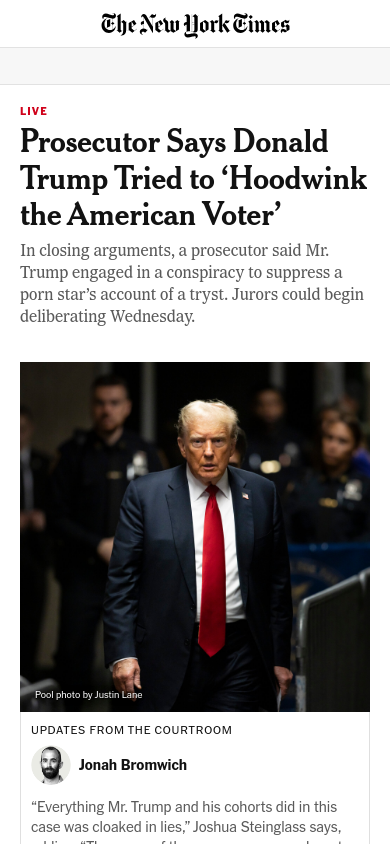 The New York Times
LIVE
Prosecutor Says Donald
Trump Tried to ‘Hoodwink
the American Voter’
In closing arguments, a prosecutor said Mr.
Trump engaged in a conspiracy to suppress a
porn star’s account of a tryst. Jurors could begin
deliberating Wednesday.
Pool photo by Justin Lane
UPDATES FROM THE COURTROOM
Jonah Bromwich
“Everything Mr. Trump and his cohorts did in this
case was cloaked in lies,” Joshua Steinglass says,